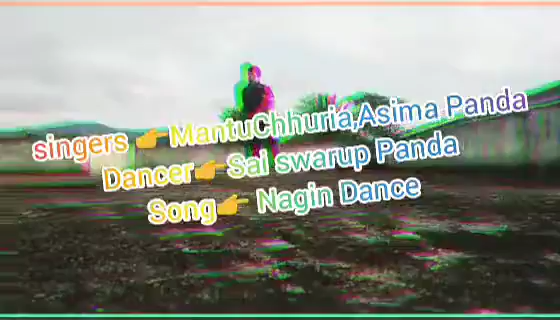 singers 👉MantuChhuria,Asima Panda
Dancer👉Sai swarup Panda
Song👉 Nagin Dance